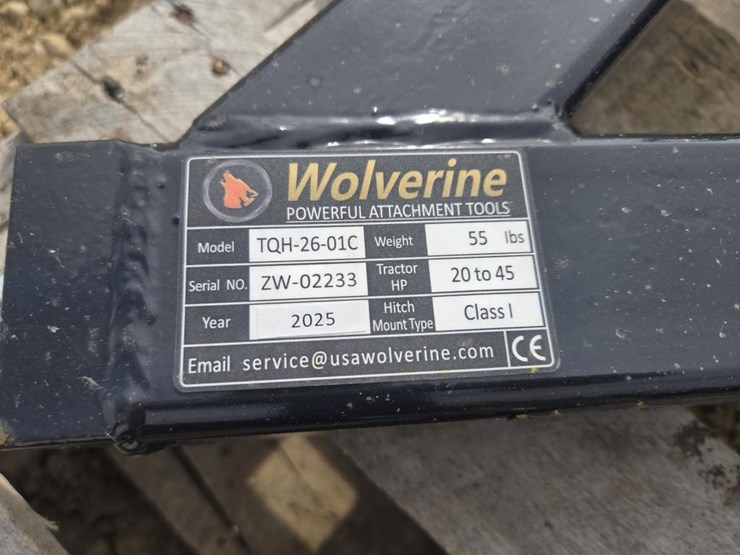 Wolverine
POWERFUL ATTACHMENT TOOLS
Model TQH-26-01C Weight 55 lbs
Serial NO. ZW-02233 Tractor HP 20 to 45
Year 2025 Hitch Mount Type Class I
Email service@usawolverine.com CE